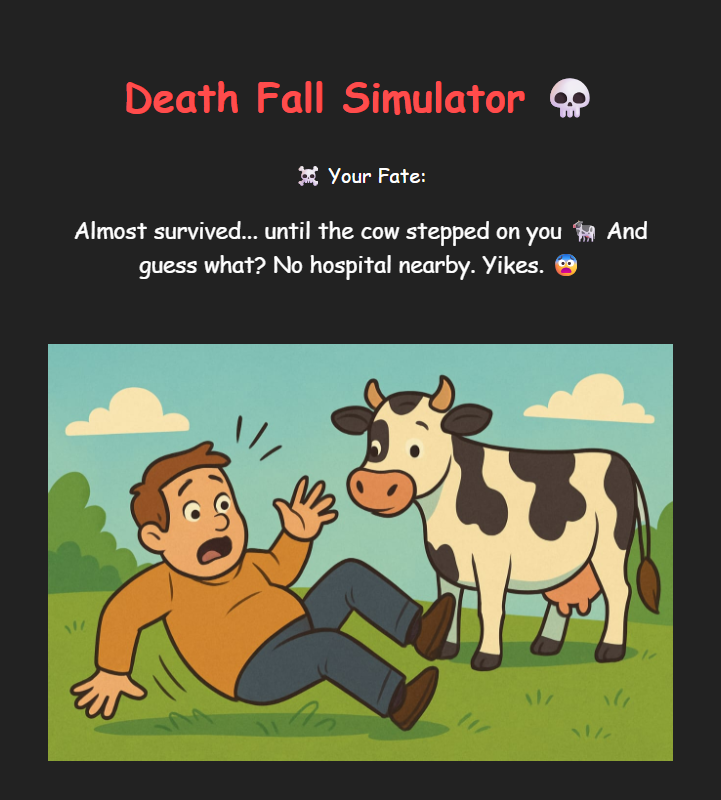 Death Fall Simulator 💀
☠️ Your Fate:
Almost survived... until the cow stepped on you 🐄 And
guess what? No hospital nearby. Yikes. 😨